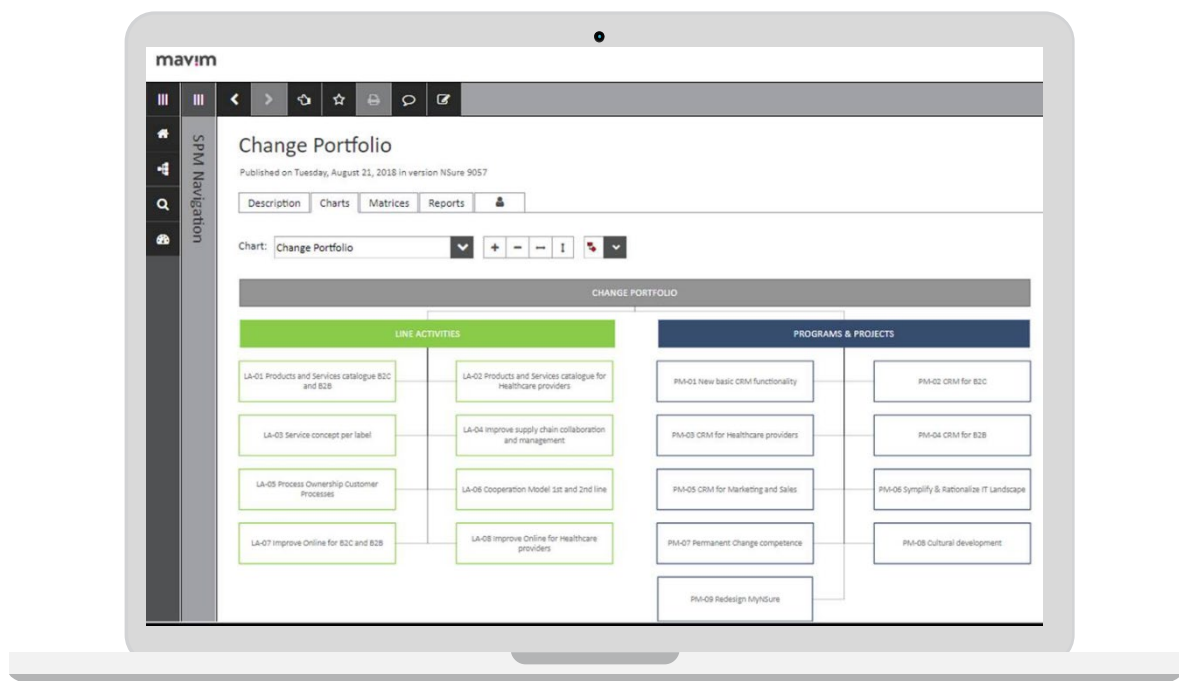 mavim
SPM Navigation
Change Portfolio
Published on Tuesday, August 21, 2018 in version NSure 9057
Description Charts Matrices Reports
Chart: Change Portfolio
CHANGE PORTFOLIO
LINE ACTIVITIES
PROGRAMS & PROJECTS
LA-01 Products and Services catalogue B2C
and B2B
LA-02 Products and Services catalogue for
Healthcare providers
PM-01 New basic CRM functionality
PM-02 CRM for B2C
LA-03 Service concept per label
LA-04 Improve supply chain collaboration
and management
PM-03 CRM for Healthcare providers
PM-04 CRM for B2B
LA-05 Process Ownership Customer
Processes
LA-06 Cooperation Model 1st and 2nd line
PM-05 CRM for Marketing and Sales
PM-06 Symplify & Rationalize IT Landscape
LA-07 Improve Online for B2C and B2B
LA-08 Improve Online for Healthcare
providers
PM-07 Permanent Change competence
PM-08 Cultural development
PM-09 Redesign MyNSure